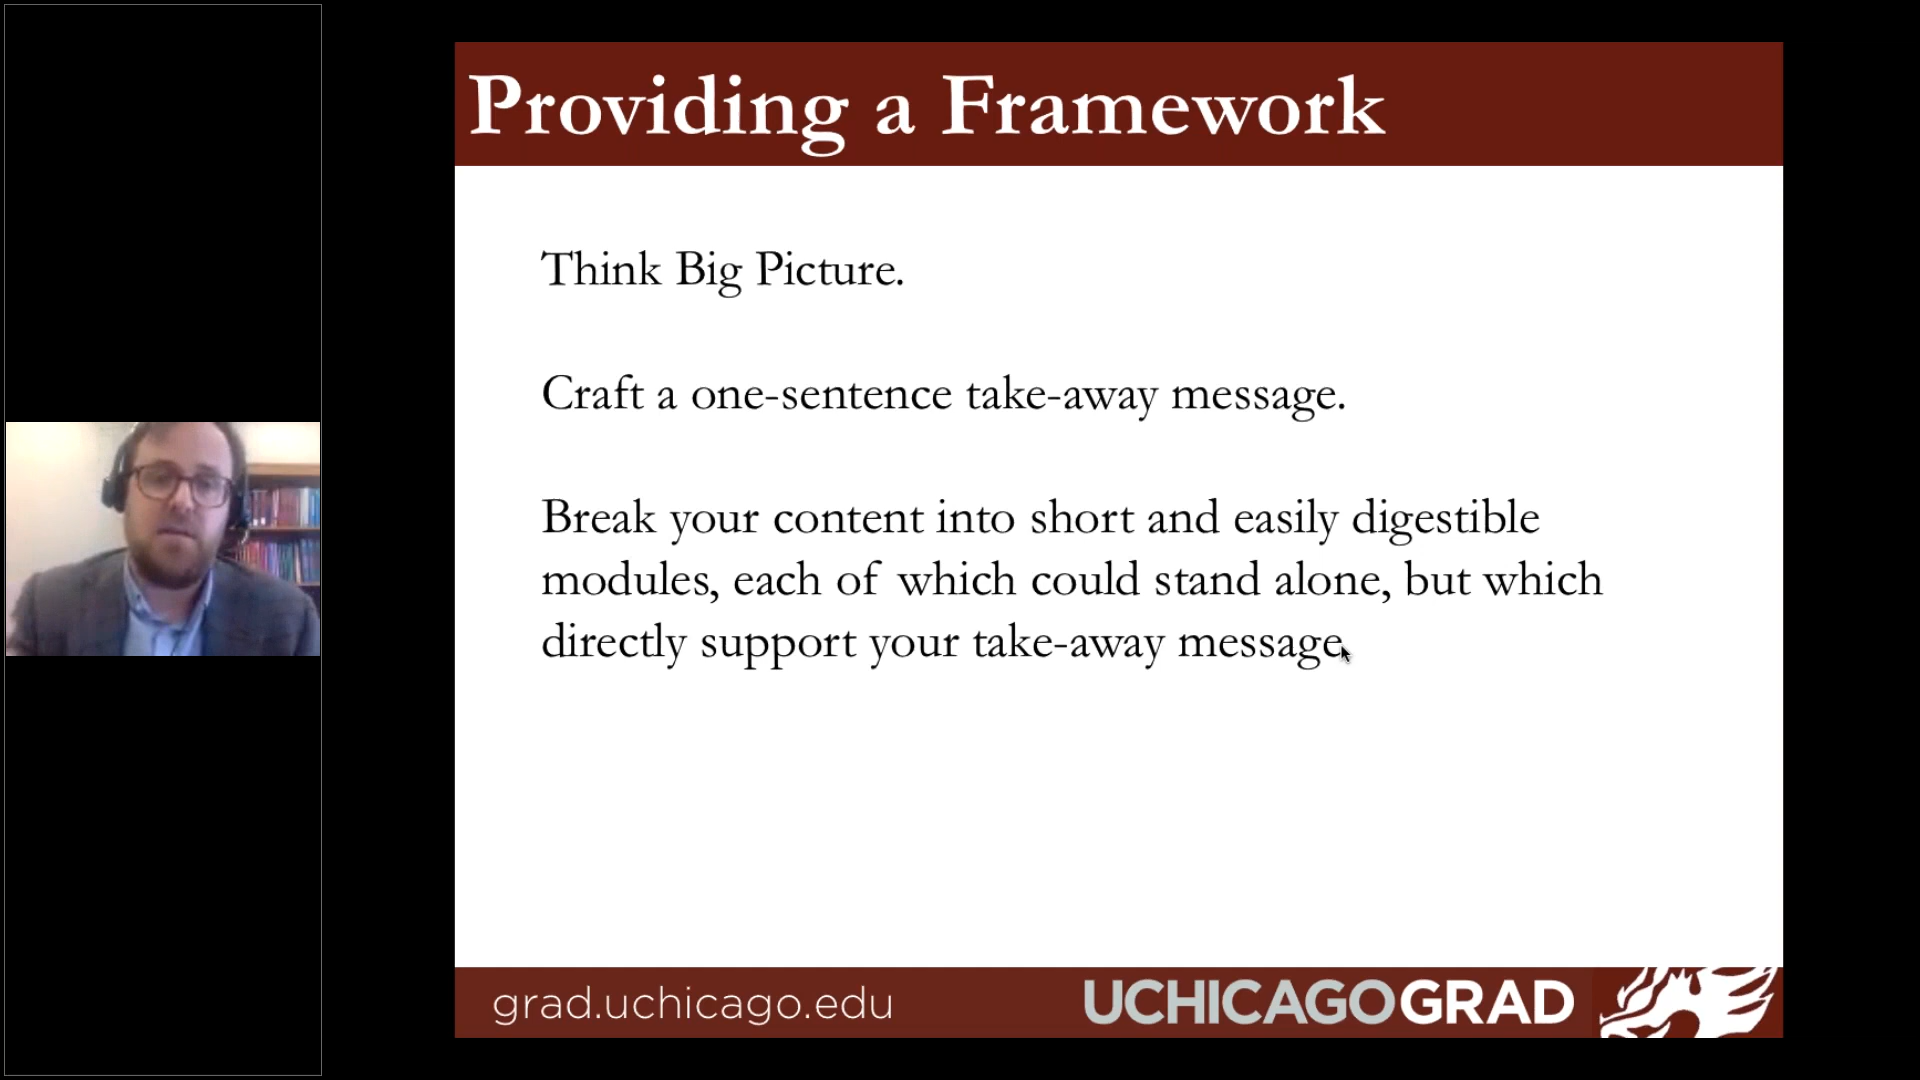 Providing a Framework
Think Big Picture.
Craft a one-sentence take-away message.
Break your content into short and easily digestible
modules, each of which could stand alone, but which
directly support your take-away message.
grad.uchicago.edu
UCHICAGOGRAD